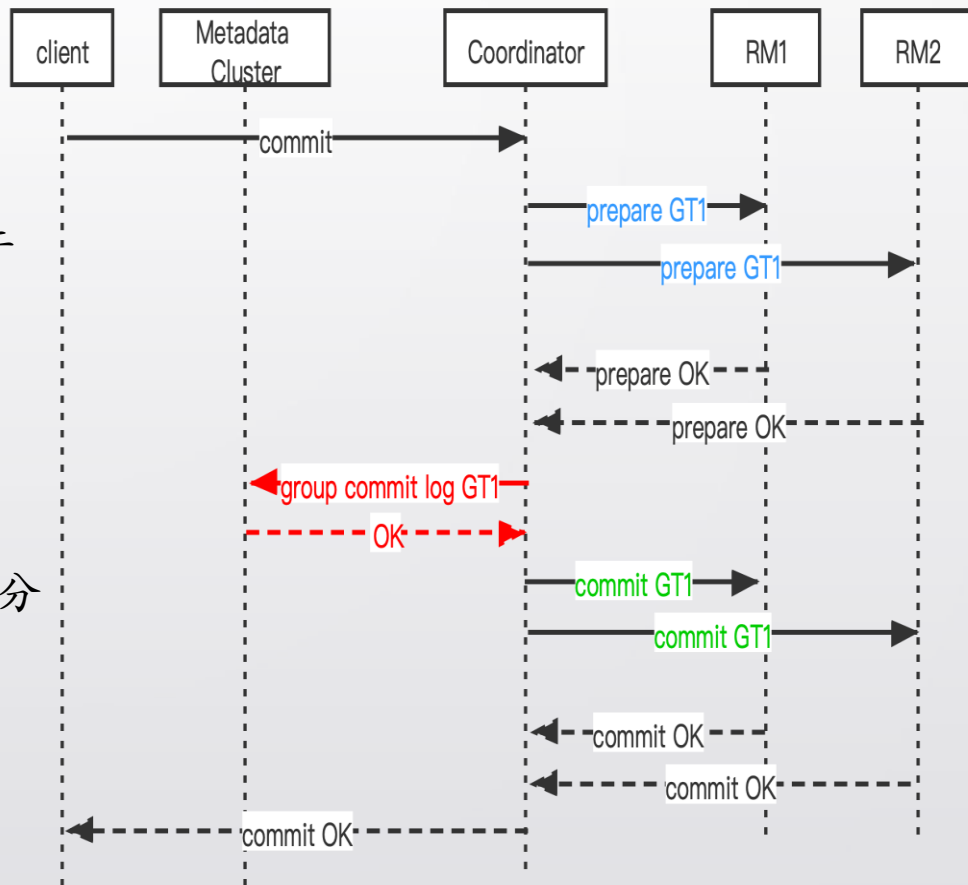 client
Metadata
Cluster
Coordinator
RM1
RM2
commit
prepare GT1
prepare GT1
prepare OK
prepare OK
group commit log GT1
OK
分
commit GT1
commit GT1
commit OK
commit OK
commit OK